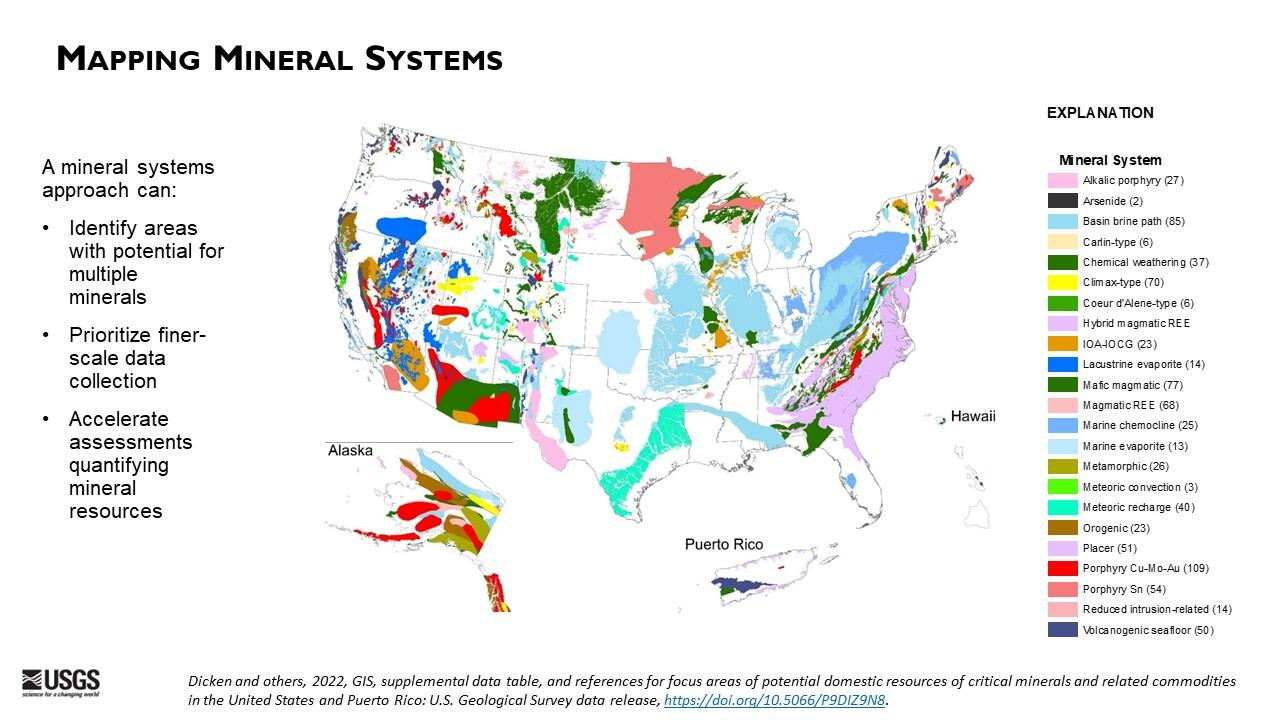 MAPPING MINERAL SYSTEMS
A mineral systems
approach can:
• Identify areas
with potential for
multiple
minerals
• Prioritize finer-
scale data
collection
• Accelerate
assessments
quantifying
mineral
resources
Alaska
Hawaii
Puerto Rico
2
EXPLANATION
Mineral System
Alkalic porphyry (27)
Arsenide (2)
Basin brine path (85)
Carlin-type (6)
Chemical weathering (37)
Climax-type (70)
Coeur d'Alene-type (6)
Hybrid magmatic REE
IOA-IOCG (23)
Lacustrine evaporite (14)
Mafic magmatic (77)
Magmatic REE (68)
Marine chemocline (25)
Marine evaporite (13)
Metamorphic (26)
Meteoric convection (3)
Meteoric recharge (40)
Orogenic (23)
Placer (51)
Porphyry Cu-Mo-Au (109)
Porphyry Sn (54)
Reduced intrusion-related (14)
Volcanogenic seafloor (50)
USGS
science for a changing world
Dicken and others, 2022, GIS, supplemental data table, and references for focus areas of potential domestic resources of critical minerals and related commodities
in the United States and Puerto Rico: U.S. Geological Survey data release, https://doi.org/10.5066/P9DIZ9N8.